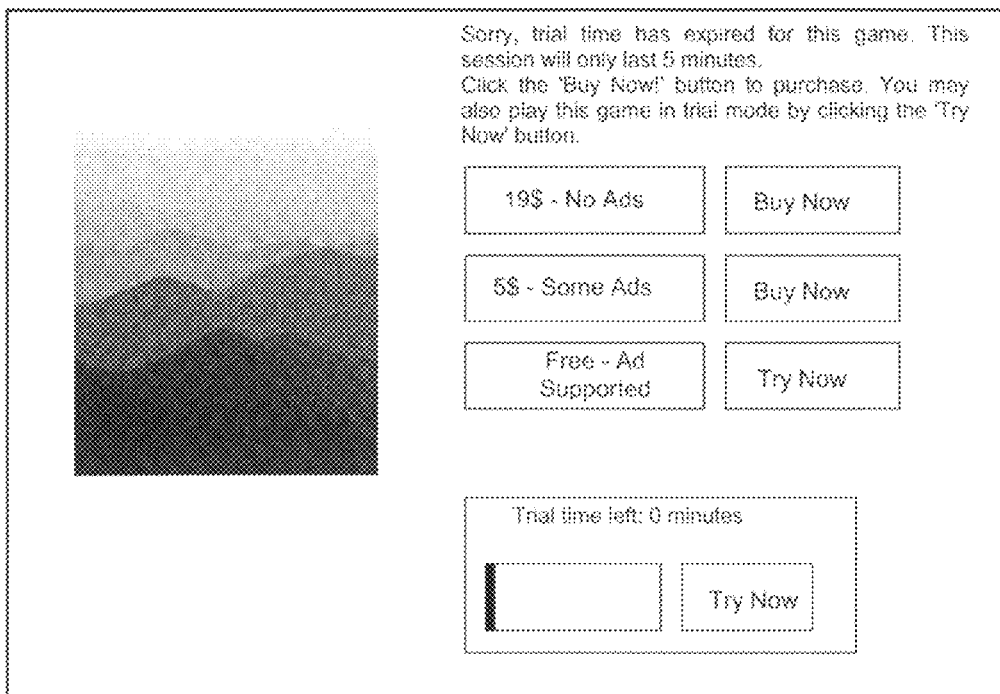 Sorry, trial time has expired for this game. This
session will only last 5 minutes.
Click the 'Buy Now!' button to purchase. You may
also play this game in trial mode by clicking the 'Try
Now' button.
19$ - No Ads
Buy Now
5$ - Some Ads
Buy Now
Free - Ad
Supported
Try Now
Trial time left: 0 minutes
Try Now